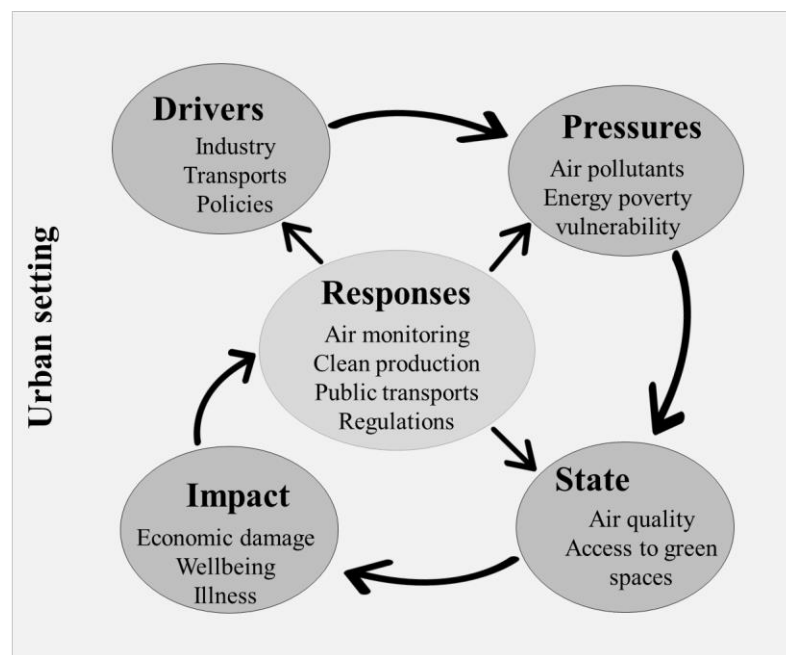 Urban setting
Drivers
Industry
Transports
Policies
Pressures
Air pollutants
Energy poverty
vulnerability
Responses
Air monitoring
Clean production
Public transports
Regulations
Impact
Economic damage
Wellbeing
Illness
State
Air quality
Access to green
spaces